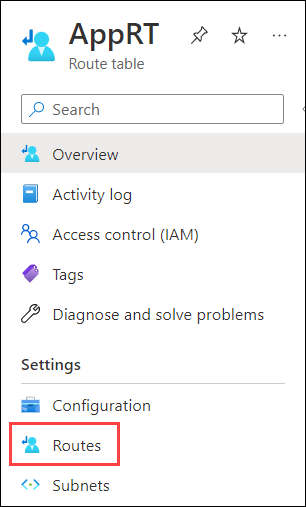 AppRT
Route table
Search
Overview
Activity log
Access control (IAM)
Tags
Diagnose and solve problems
Settings
Configuration
Routes
Subnets